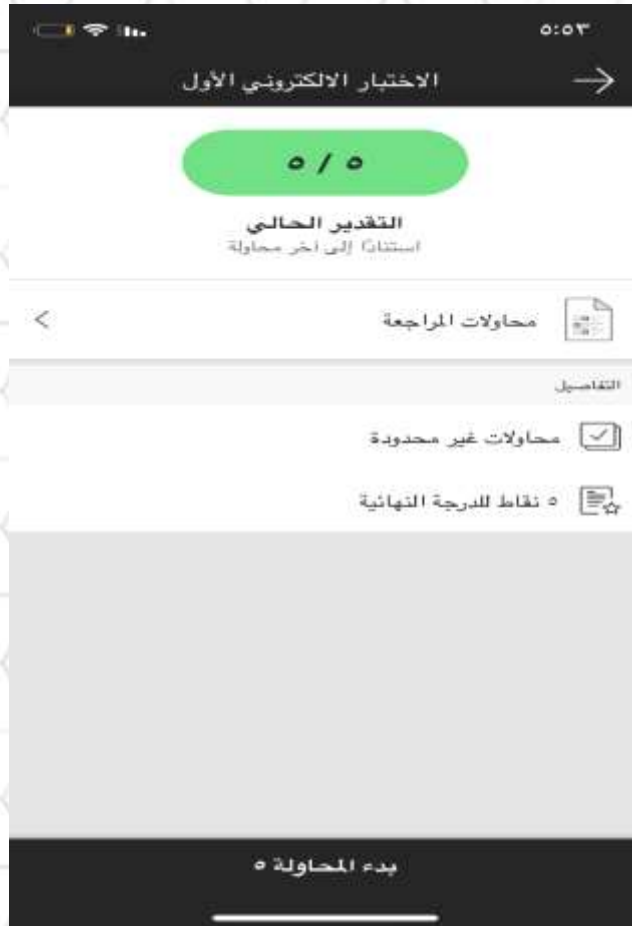 ٥:٥٣
الاختبار الالكتروني الأول
٥ / ٥
التقدير الحالي
استنادًا إلى آخر محاولة
محاولات المراجعة
التفاصيل
محاولات غير محدودة
٥ نقاط للدرجة النهائية
بدء المحاولة ٥